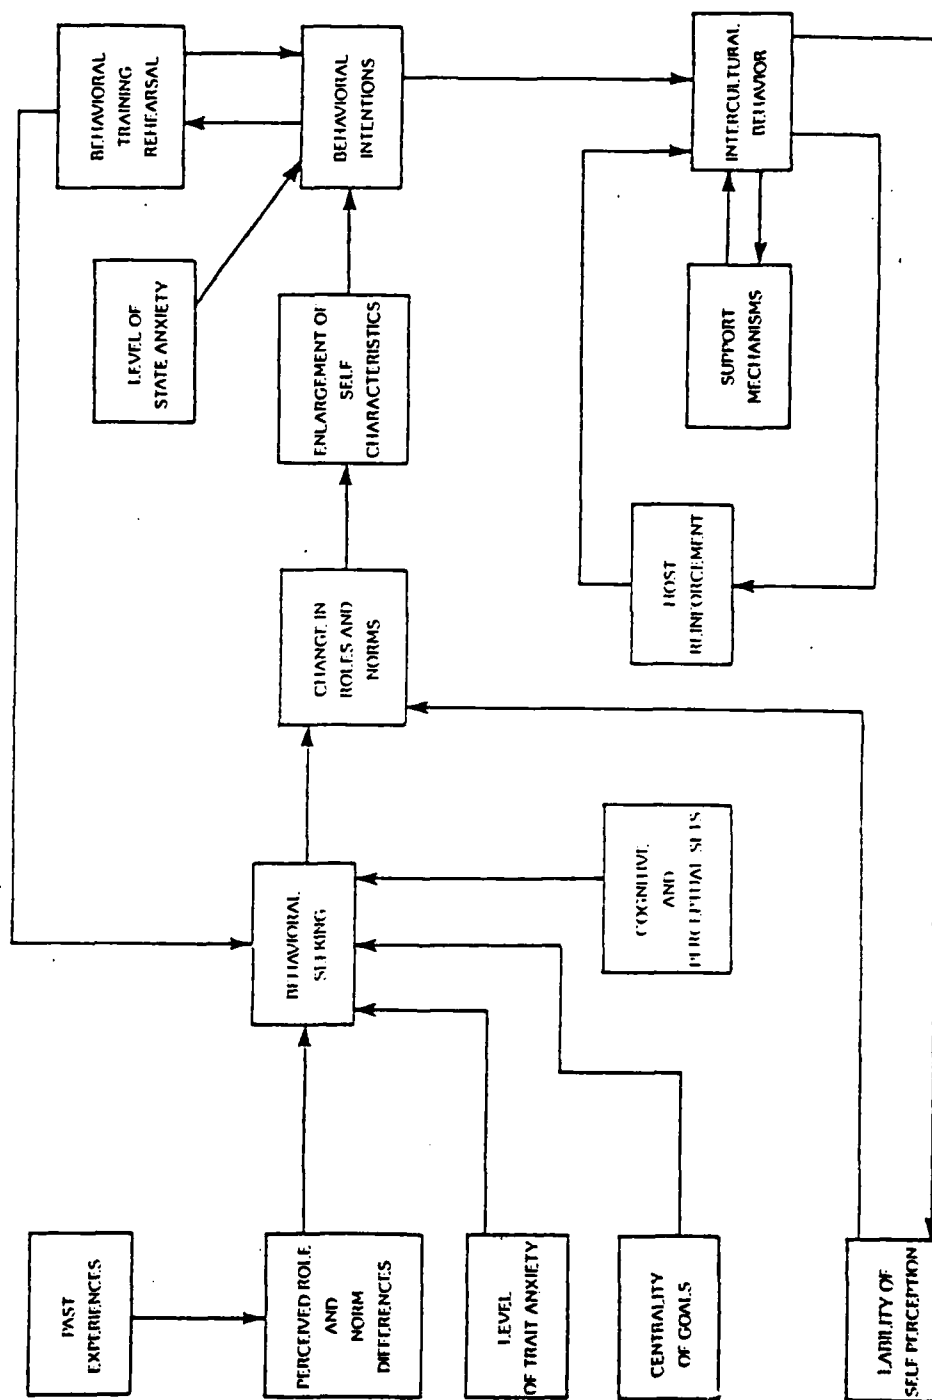 PAST
EXPERIENCES
PERCEIVED ROLE
AND
NORM
DIFFERENCES
LEVEL
OF TRAIT ANXIETY
CENTRALITY
OF GOALS
LABILITY OF
SELF PERCEPTION
BEHAVIORAL
SEEKING
COGNITIVE
AND
PERCEPTUAL SETS
CHANGE IN
ROLES AND
NORMS
HOST
REINFORCEMENT
LEVEL OF
STATE ANXIETY
ENLARGEMENT OF
SELF
CHARACTERISTICS
SUPPORT
MECHANISMS
BEHAVIORAL
TRAINING
REHEARSAL
BEHAVIORAL
INTENTIONS
INTERCULTURAL
BEHAVIOR